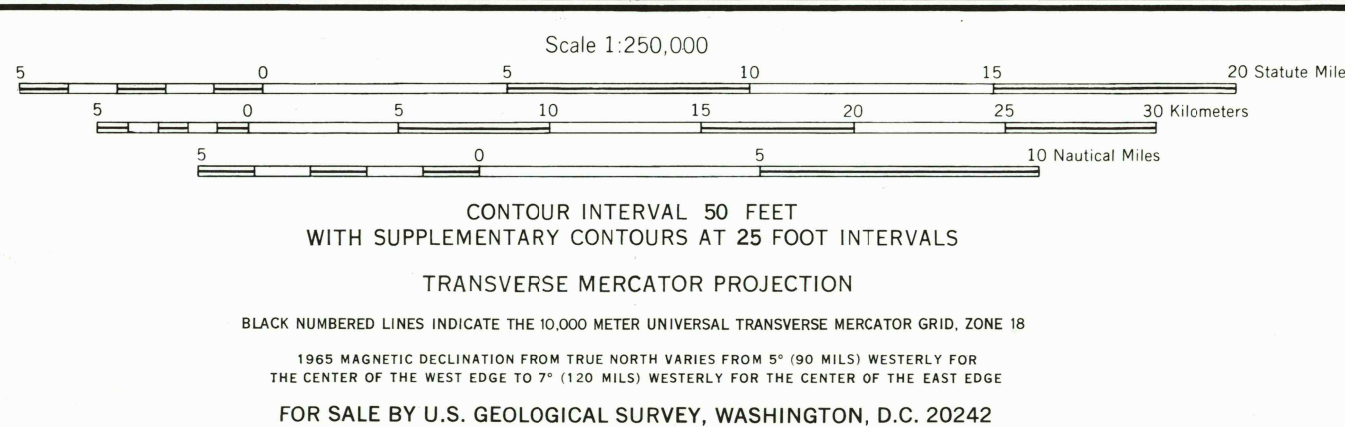 Scale 1:250,000
5 0 5 10 15 20 Statute Mile
5 0 5 10 15 20 25 30 Kilometers
5 0 5 10 Nautical Miles
CONTOUR INTERVAL 50 FEET
WITH SUPPLEMENTARY CONTOURS AT 25 FOOT INTERVALS
TRANSVERSE MERCATOR PROJECTION
BLACK NUMBERED LINES INDICATE THE 10,000 METER UNIVERSAL TRANSVERSE MERCATOR GRID, ZONE 18
1965 MAGNETIC DECLINATION FROM TRUE NORTH VARIES FROM 5° (90 MILS) WESTERLY FOR
THE CENTER OF THE WEST EDGE TO 7° (120 MILS) WESTERLY FOR THE CENTER OF THE EAST EDGE
FOR SALE BY U.S. GEOLOGICAL SURVEY, WASHINGTON, D.C. 20242